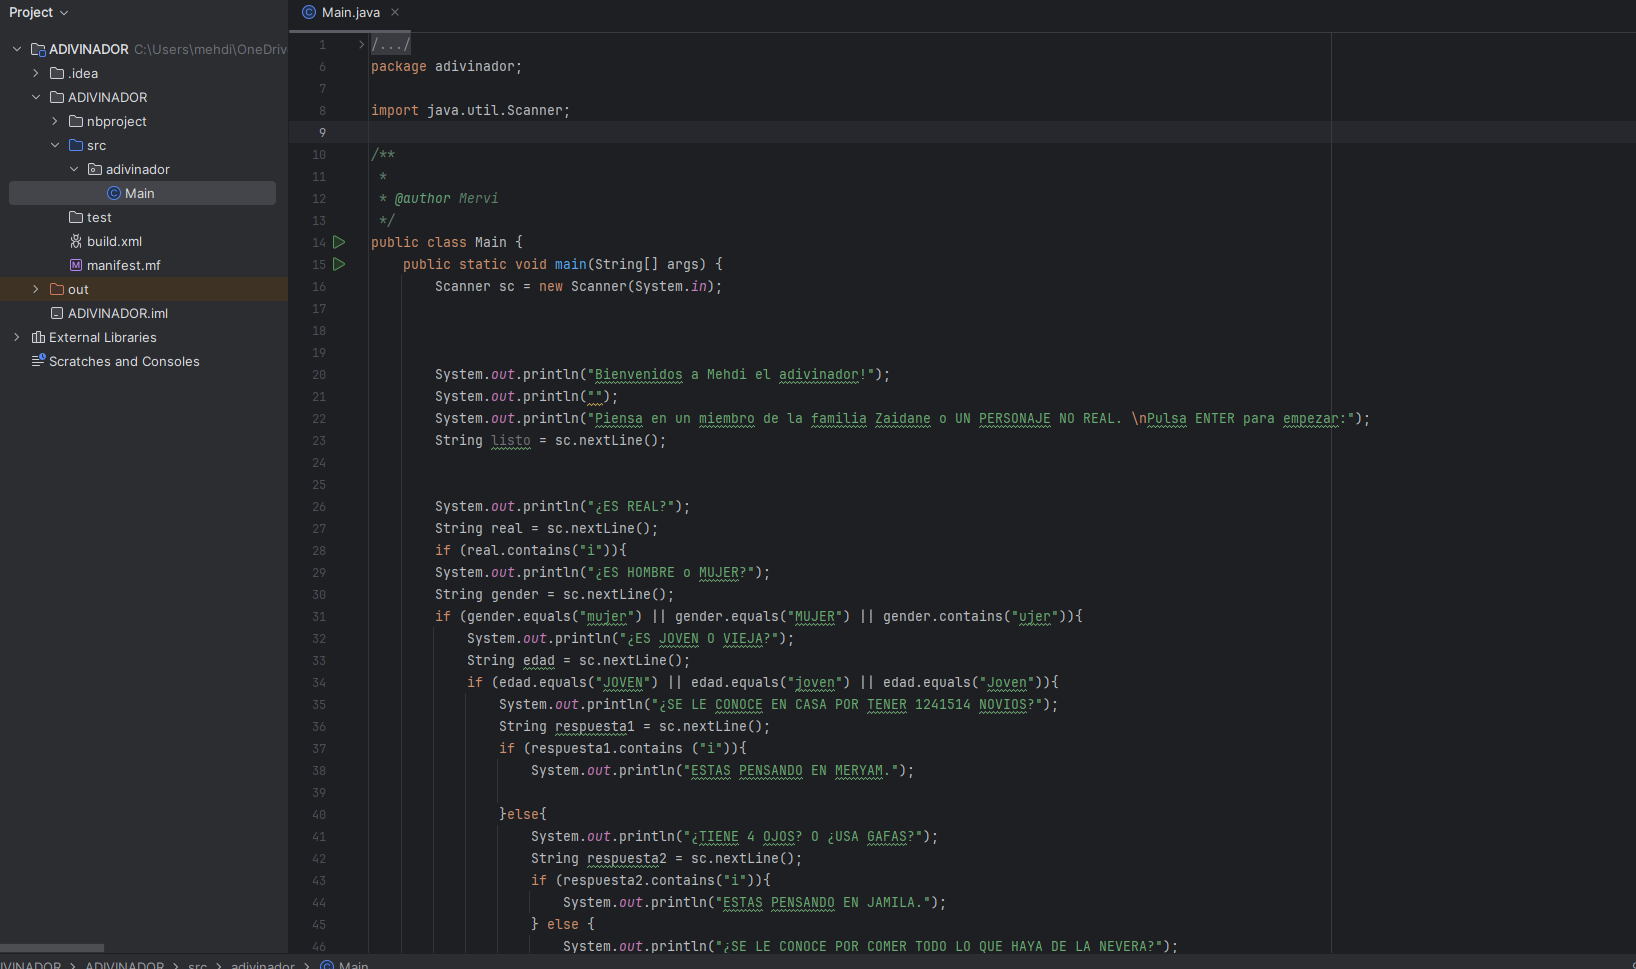 Project
Main.java
ADIVINADOR C:\Users\mehdi\OneDriv
.idea
ADIVINADOR
nbproject
src
adivinador
Main
test
build.xml
manifest.mf
out
ADIVINADOR.iml
External Libraries
Scratches and Consoles
1 /.../
6 package adivinador;
7
8 import java.util.Scanner;
9
10 /**
11 *
12 * @author Mervi
13 */
14 public class Main {
15 public static void main(String[] args) {
16 Scanner sc = new Scanner(System.in);
17
18
19
20 System.out.println("Bienvenidos a Mehdi el adivinador!");
21 System.out.println("");
22 System.out.println("Piensa en un miembro de la familia Zaidane o UN PERSONAJE NO REAL. \nPulsa ENTER para empezar:");
23 String listo = sc.nextLine();
24
25
26 System.out.println("¿ES REAL?");
27 String real = sc.nextLine();
28 if (real.contains("i")){
29 System.out.println("¿ES HOMBRE o MUJER?");
30 String gender = sc.nextLine();
31 if (gender.equals("mujer") || gender.equals("MUJER") || gender.contains("ujer")){
32 System.out.println("¿ES JOVEN O VIEJA?");
33 String edad = sc.nextLine();
34 if (edad.equals("JOVEN") || edad.equals("joven") || edad.equals("Joven")){
35 System.out.println("¿SE LE CONOCE EN CASA POR TENER 1241514 NOVIOS?");
36 String respuesta1 = sc.nextLine();
37 if (respuesta1.contains ("i")){
38 System.out.println("ESTAS PENSANDO EN MERYAM.");
39
40 }else{
41 System.out.println("¿TIENE 4 OJOS? O ¿USA GAFAS?");
42 String respuesta2 = sc.nextLine();
43 if (respuesta2.contains("i")){
44 System.out.println("ESTAS PENSANDO EN JAMILA.");
45 } else {
46 System.out.println("¿SE LE CONOCE POR COMER TODO LO QUE HAYA DE LA NEVERA?");
IVINADOR > ADIVINADOR > src > adivinador > Main